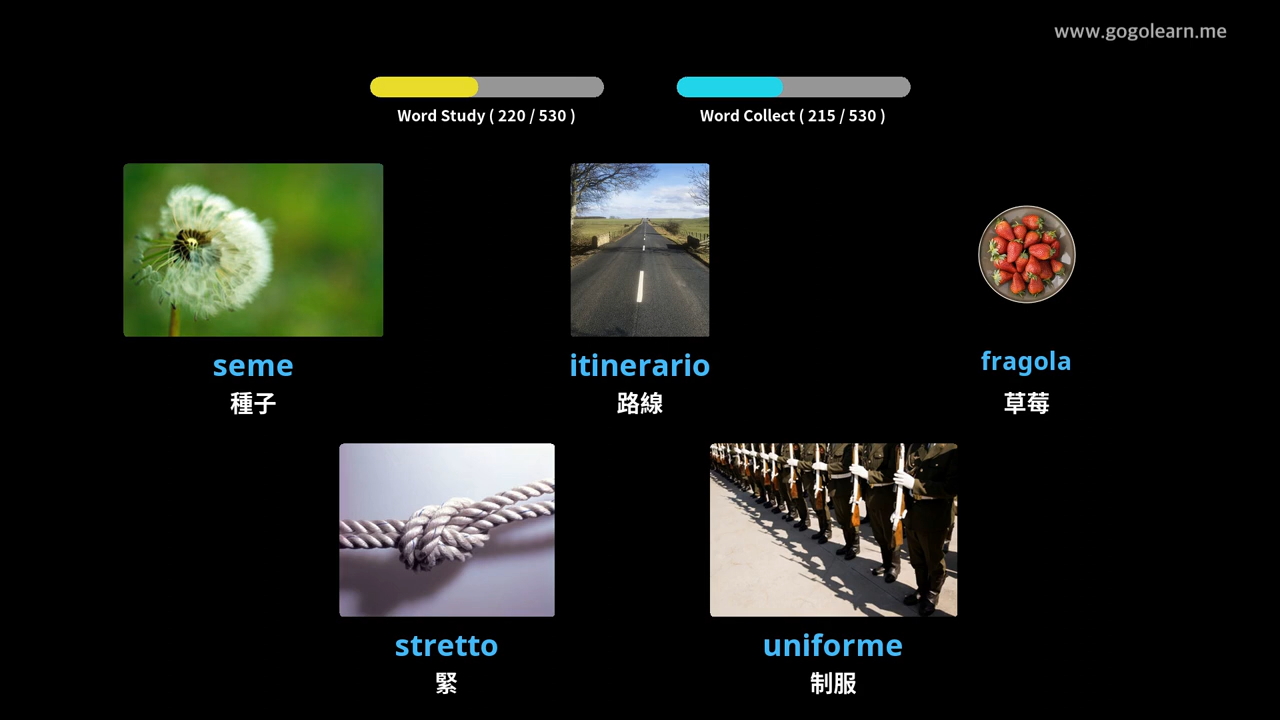 www.gogolearn.me
Word Study ( 220 / 530 )
Word Collect ( 215 / 530 )
seme
種子
itinerario
路線
fragola
草莓
stretto
緊
uniforme
制服